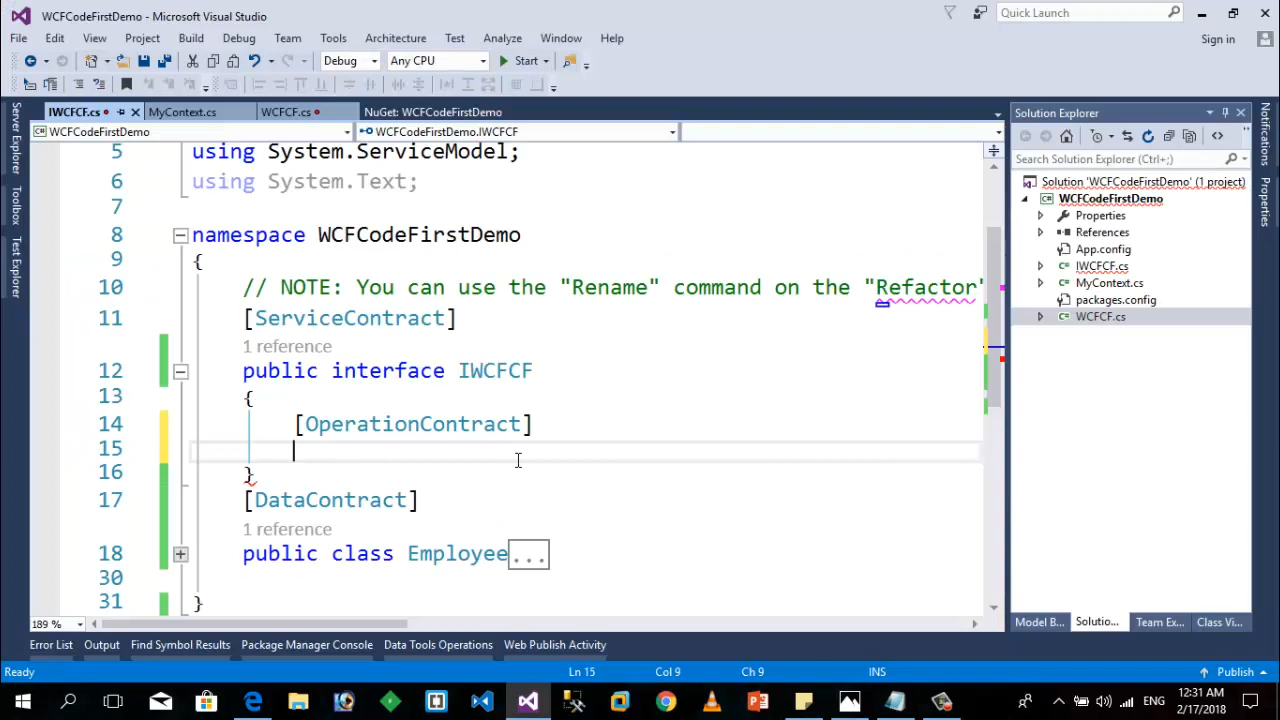 WCFCodeFirstDemo - Microsoft Visual Studio
Quick Launch
File Edit View Project Build Debug Team Tools Architecture Test Analyze Window Help
Sign in
Debug Any CPU Start
IWCFCF.cs MyContext.cs WCFCF.cs NuGet: WCFCodeFirstDemo
WCFCodeFirstDemo WCFCodeFirstDemo.IWCFCF
Server Explorer
Toolbox
Test Explorer
5 using System.ServiceModel;
6 using System.Text;
7
8 namespace WCFCodeFirstDemo
9 {
10 // NOTE: You can use the "Rename" command on the "Refactor"
11 [ServiceContract]
1 reference
12 public interface IWCFCF
13 {
14 [OperationContract]
15
16 }
17 [DataContract]
1 reference
18 public class Employee...
30
31 }
189 %
Solution Explorer
Search Solution Explorer (Ctrl+;)
Solution 'WCFCodeFirstDemo' (1 project)
WCFCodeFirstDemo
Properties
References
App.config
IWCFCF.cs
MyContext.cs
packages.config
WCFCF.cs
Model B... Solutio... Team Ex... Class Vi...
Notifications
Properties
Error List Output Find Symbol Results Package Manager Console Data Tools Operations Web Publish Activity
Ready Ln 15 Col 9 Ch 9 INS Publish
ENG
12:31 AM
2/17/2018